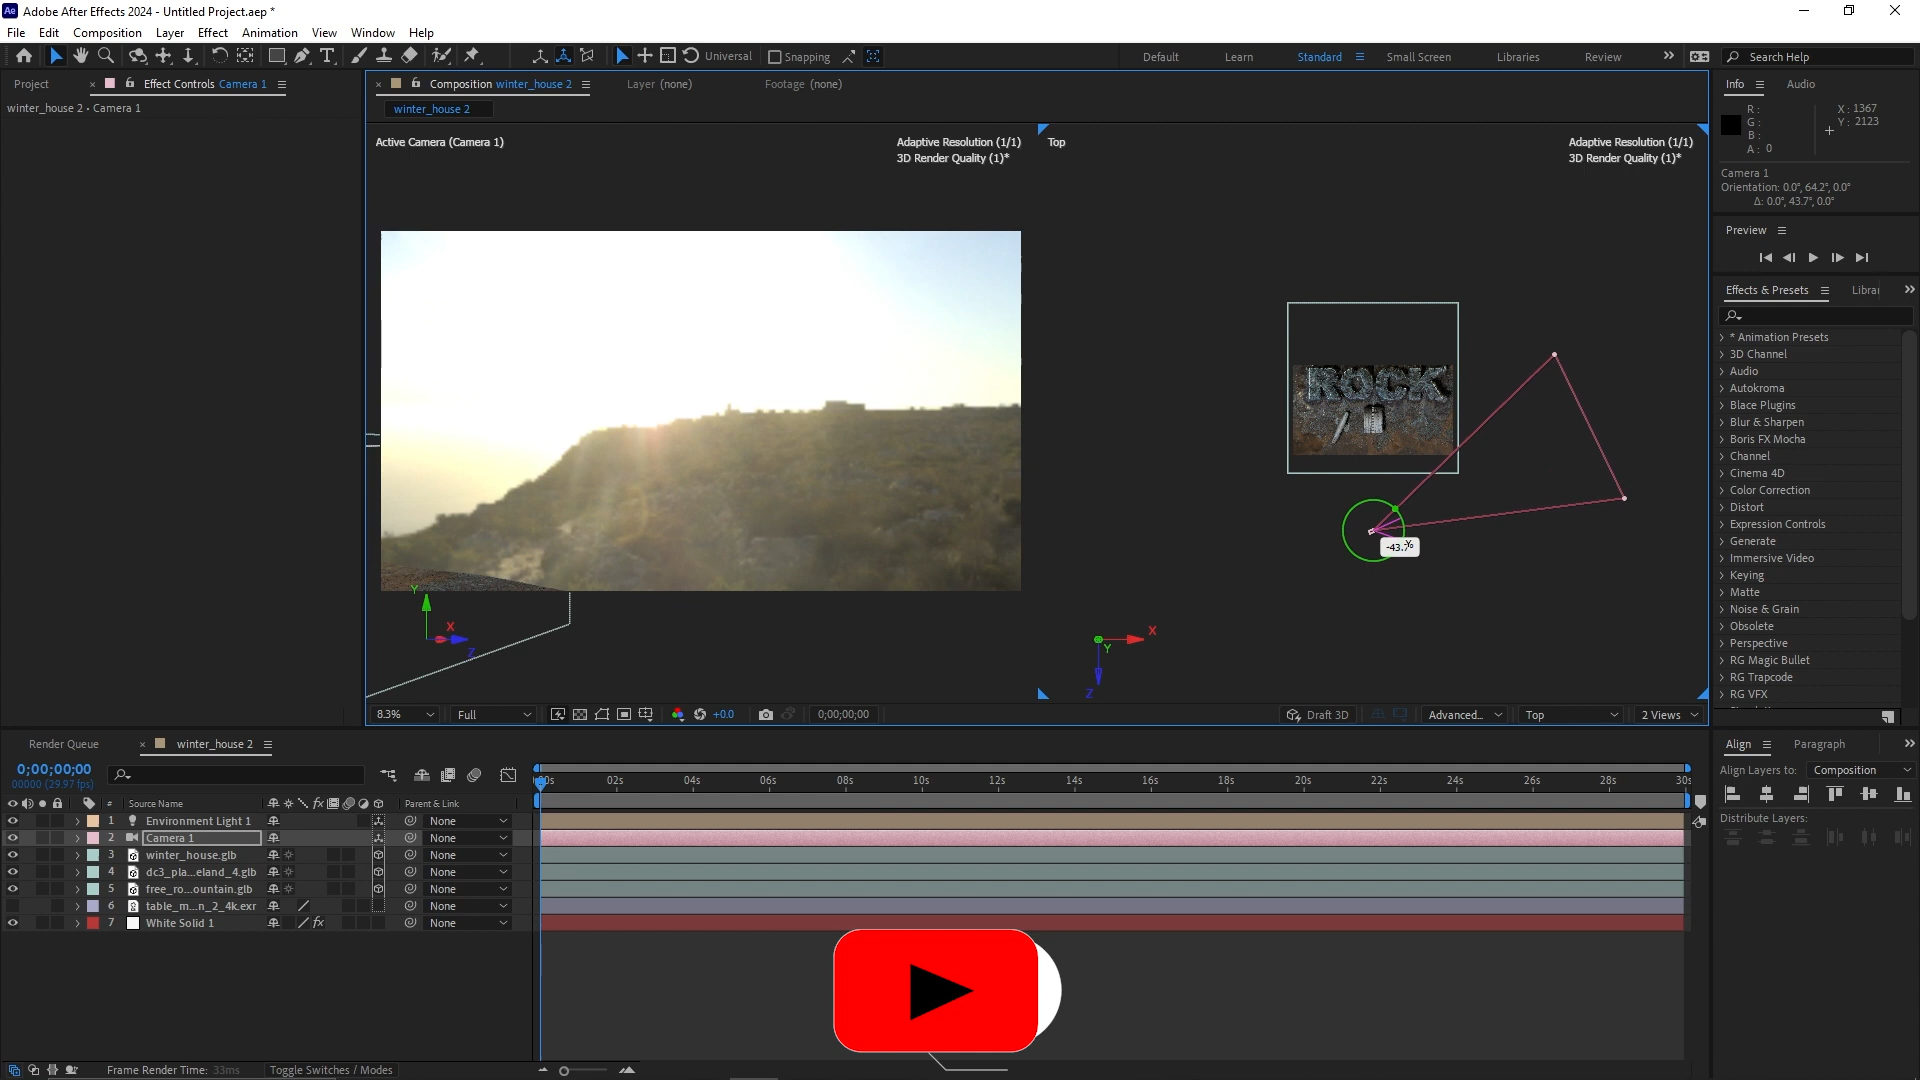 Ae Adobe After Effects 2024 - Untitled Project.aep *
File Edit Composition Layer Effect Animation View Window Help
Universal Snapping Default Learn Standard Small Screen Review Search Help
Project Effect Controls Camera 1
winter_house 2 • Camera 1
Composition winter_house 2 Layer (none) Footage (none)
winter_house 2
Active Camera (Camera 1)
Adaptive Resolution (1/1)
3D Render Quality (1)*
Top
Adaptive Resolution (1/1)
3D Render Quality (1)*
ROCK
-43.7°
Y
X
Z
X
Y
Z
8.3% Full +0.0 0;00;00;00 Draft 3D Advanced... Top 2 Views
Info Audio
R :
G :
B :
A : 0
X : 1367
Y : 2123
Camera 1
Orientation: 0.0°, 64.2°, 0.0°
Δ: 0.0°, 43.7°, 0.0°
Preview
Effects & Presets Librar
* Animation Presets
3D Channel
Audio
Autokroma
Blace Plugins
Blur & Sharpen
Boris FX Mocha
Channel
Cinema 4D
Color Correction
Distort
Expression Controls
Generate
Immersive Video
Keying
Matte
Noise & Grain
Obsolete
Perspective
RG Magic Bullet
RG Trapcode
RG VFX
Render Queue winter_house 2
0;00;00;00
00000 (29.97 fps)
:00s 02s 04s 06s 08s 10s 12s 14s 16s 18s 20s 22s 24s 26s 28s 30s
# Source Name fx Parent & Link
1 Environment Light 1 None
2 Camera 1 None
3 winter_house.glb None
4 dc3_pla...eland_4.glb None
5 free_ro...ountain.glb None
6 table_m...n_2_4k.exr None
7 White Solid 1 fx None
Frame Render Time: 33ms Toggle Switches / Modes
Align Paragraph
Align Layers to: Composition
Distribute Layers: